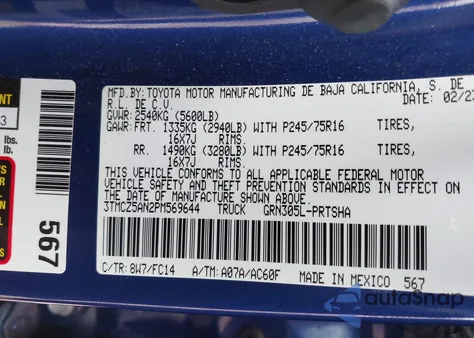 MFD.BY:TOYOTA MOTOR MANUFACTURING DE BAJA CALIFORNIA, S. DE
R.L. DE C.V. DATE: 02/23
GVWR: 2540KG (5600LB)
GAWR:FRT. 1335KG (2940LB) WITH P245/75R16 TIRES,
16X7J RIMS.
RR. 1490KG (3280LB) WITH P245/75R16 TIRES,
16X7J RIMS.
THIS VEHICLE CONFORMS TO ALL APPLICABLE FEDERAL MOTOR
VEHICLE SAFETY AND THEFT PREVENTION STANDARDS IN EFFECT ON
THE DATE OF MANUFACTURE SHOWN ABOVE.
3TMCZ5AN2PM569644 TRUCK GRN305L-PRTSHA
C/TR: 8W7/FC14 A/TM: A07A/AC60F MADE IN MEXICO 567
567
lbs.
lb.
autoSnap